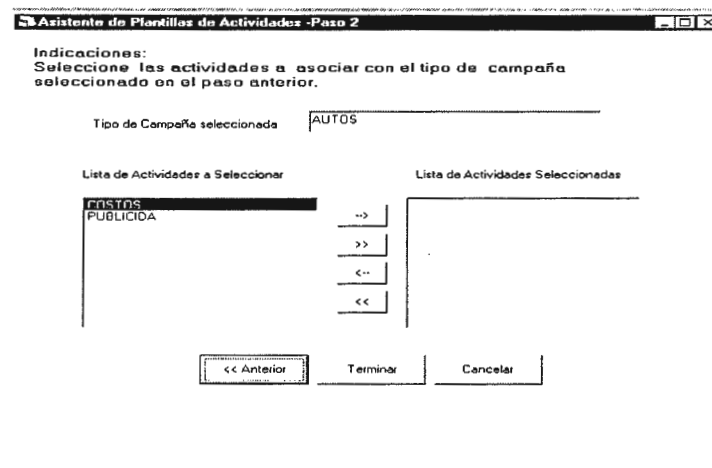 Asistente de Plantillas de Actividades -Paso 2
Indicaciones:
Seleccione las actividades a asociar con el tipo de campaña
seleccionado en el paso anterior.
Tipo de Campaña seleccionada AUTOS
Lista de Actividades a Seleccionar Lista de Actividades Seleccionadas
COSTOS
PUBLICIDA
-->
>>
<--
<<
<< Anterior Terminar Cancelar